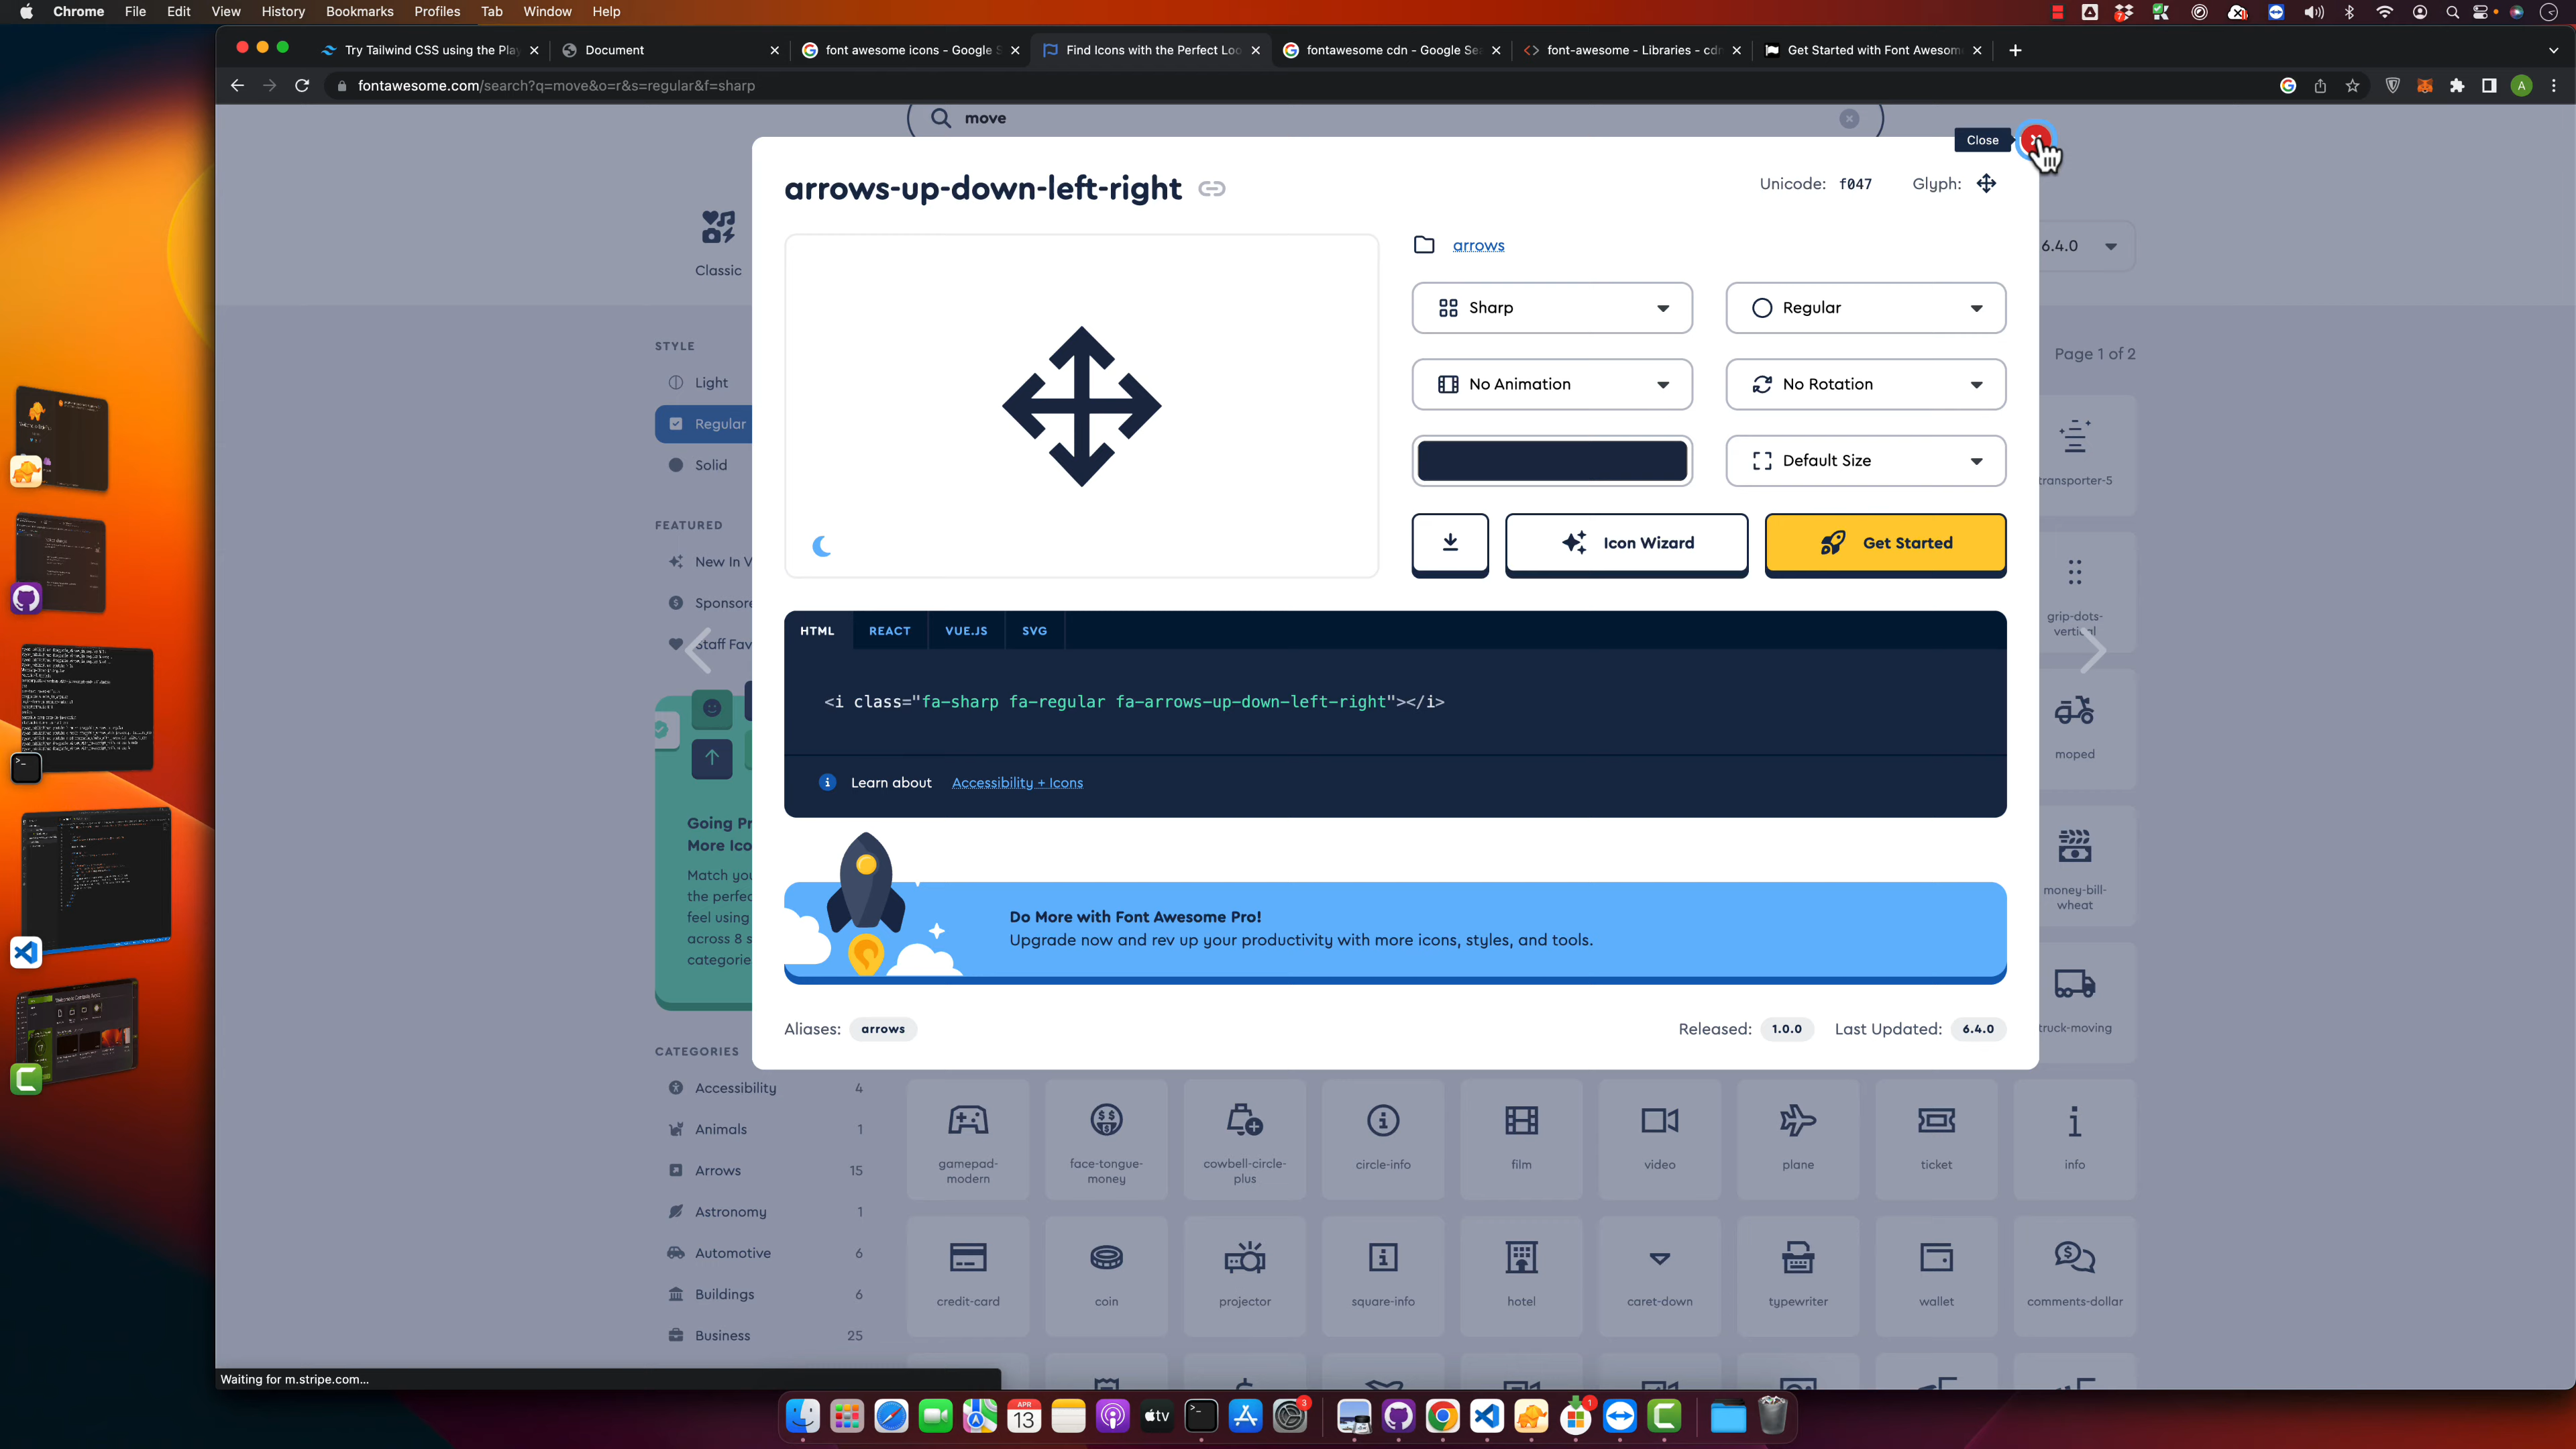 Chrome File Edit View History Bookmarks Profiles Tab Window Help
Try Tailwind CSS using the Play
Document
font awesome icons - Google S
Find Icons with the Perfect Loo
fontawesome cdn - Google Se
font-awesome - Libraries - cdn
Get Started with Font Awesom
fontawesome.com/search?q=move&o=r&s=regular&f=sharp
A
move
Close
arrows-up-down-left-right
Unicode: f047 Glyph:
Classic
arrows
6.4.0
Sharp Regular
STYLE
Page 1 of 2
Light
No Animation No Rotation
Regular
Solid
Default Size
transporter-5
FEATURED
Icon Wizard Get Started
New In V
Sponsore
grip-dots-
vertical
HTML REACT VUE.JS SVG
Staff Fav
<i class="fa-sharp fa-regular fa-arrows-up-down-left-right"></i>
moped
Learn about Accessibility + Icons
Going Pr
More Ico
Match you
the perfec
feel using
across 8 s
categorie
money-bill-
wheat
Do More with Font Awesome Pro!
Upgrade now and rev up your productivity with more icons, styles, and tools.
truck-moving
Aliases: arrows
Released: 1.0.0 Last Updated: 6.4.0
CATEGORIES
Accessibility 4
Animals 1
Arrows 15
Astronomy 1
Automotive 6
Buildings 6
Business 25
gamepad-
modern
face-tongue-
money
cowbell-circle-
plus
circle-info
film
video
plane
ticket
info
credit-card
coin
projector
square-info
hotel
caret-down
typewriter
wallet
comments-dollar
Waiting for m.stripe.com...
APR
13
tv
3
1